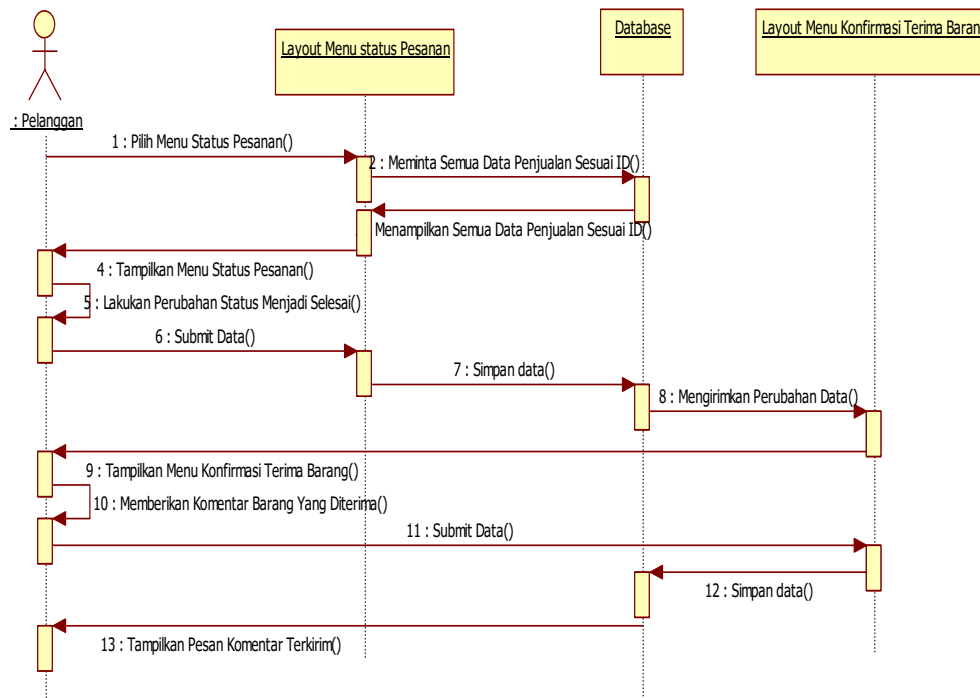 : Pelanggan
Layout Menu status Pesanan
Database
Layout Menu Konfirmasi Terima Baran
1 : Pilih Menu Status Pesanan()
2 : Meminta Semua Data Penjualan Sesuai ID()
Menampilkan Semua Data Penjualan Sesuai ID()
4 : Tampilkan Menu Status Pesanan()
5 : Lakukan Perubahan Status Menjadi Selesai()
6 : Submit Data()
7 : Simpan data()
8 : Mengirimkan Perubahan Data()
9 : Tampilkan Menu Konfirmasi Terima Barang()
10 : Memberikan Komentar Barang Yang Diterima()
11 : Submit Data()
12 : Simpan data()
13 : Tampilkan Pesan Komentar Terkirim()